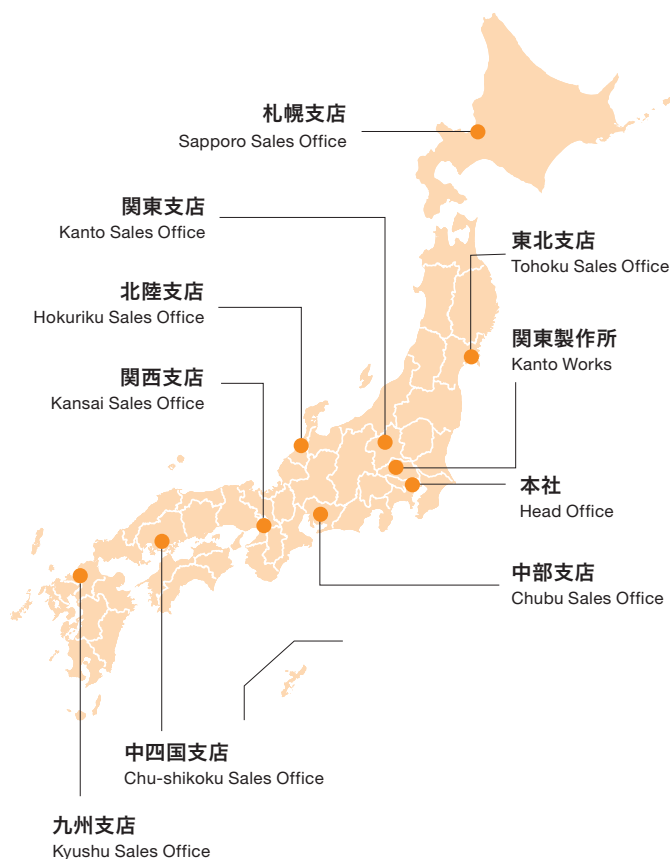 札幌支店
Sapporo Sales Office
関東支店
Kanto Sales Office
東北支店
Tohoku Sales Office
北陸支店
Hokuriku Sales Office
関東製作所
Kanto Works
関西支店
Kansai Sales Office
本社
Head Office
中部支店
Chubu Sales Office
中四国支店
Chu-shikoku Sales Office
九州支店
Kyushu Sales Office